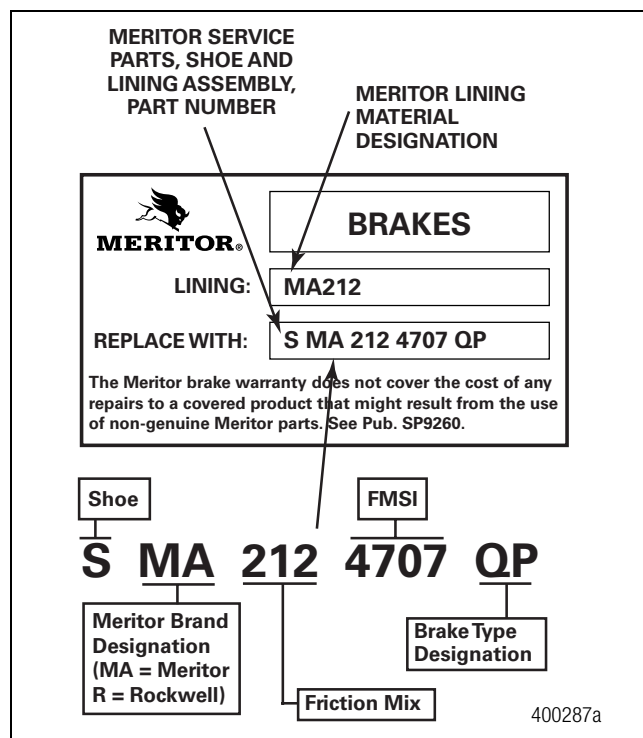 MERITOR SERVICE
PARTS, SHOE AND
LINING ASSEMBLY,
PART NUMBER
MERITOR LINING
MATERIAL
DESIGNATION
MERITOR®
BRAKES
LINING:
MA212
REPLACE WITH:
S MA 212 4707 QP
The Meritor brake warranty does not cover the cost of any
repairs to a covered product that might result from the use
of non-genuine Meritor parts. See Pub. SP9260.
Shoe
FMSI
S MA 212 4707 QP
Meritor Brand
Designation
(MA = Meritor
R = Rockwell)
Brake Type
Designation
Friction Mix
400287a